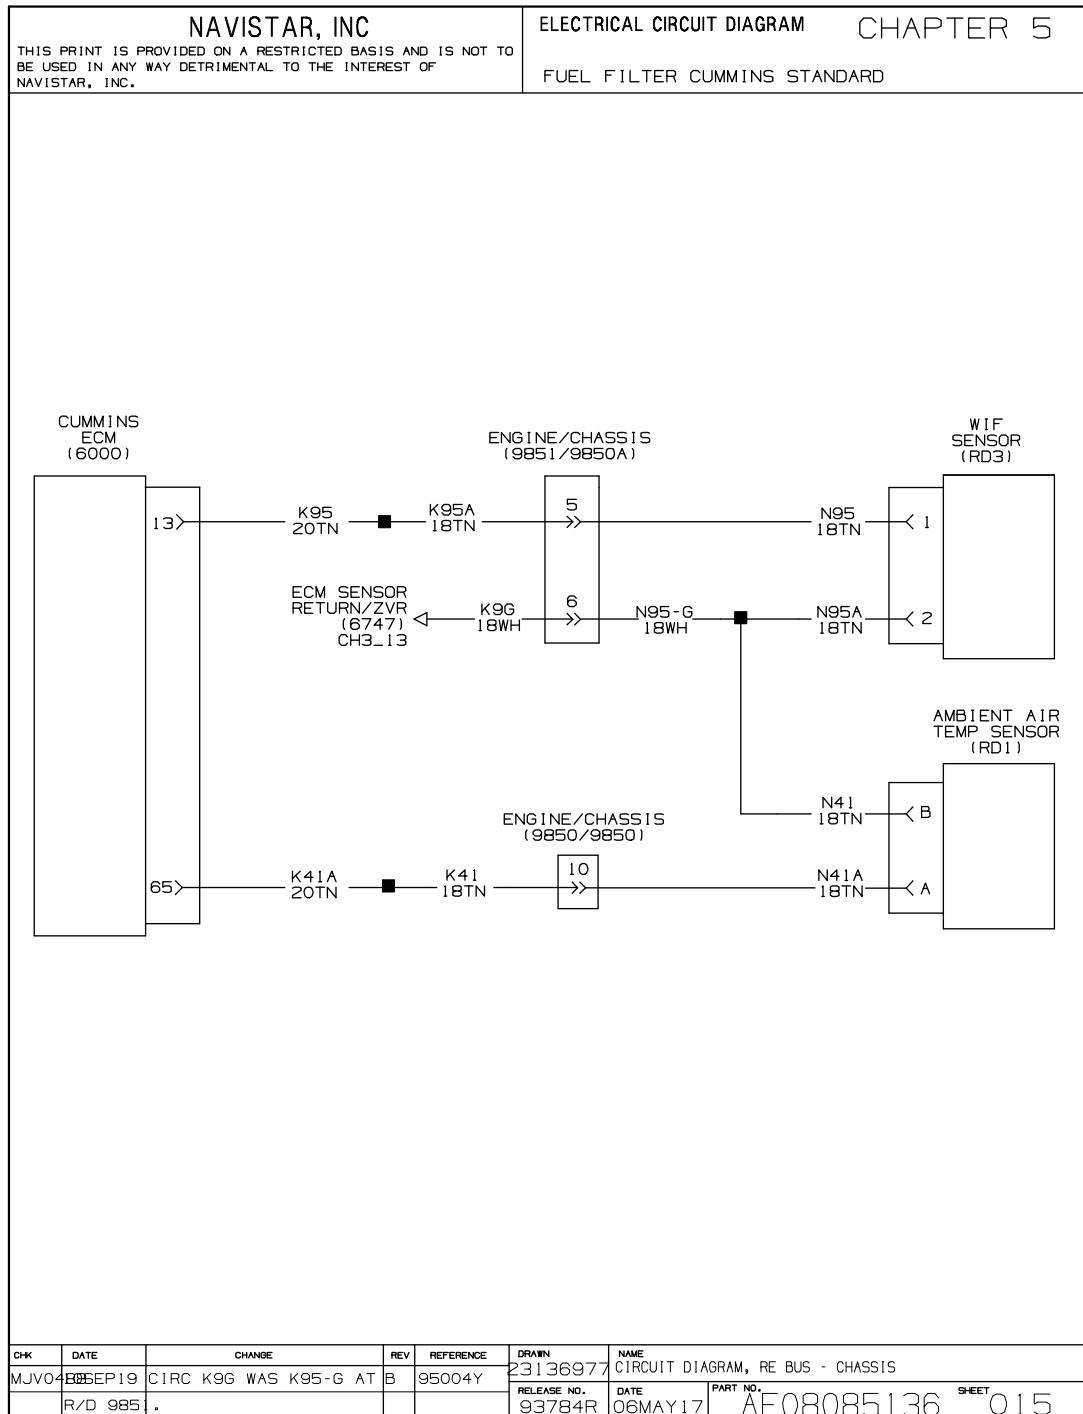 NAVISTAR, INC
THIS PRINT IS PROVIDED ON A RESTRICTED BASIS AND IS NOT TO
BE USED IN ANY WAY DETRIMENTAL TO THE INTEREST OF
NAVISTAR, INC.
ELECTRICAL CIRCUIT DIAGRAM
CHAPTER 5
FUEL FILTER CUMMINS STANDARD
CUMMINS
ECM
(6000)
ENGINE/CHASSIS
(9851/9850A)
WIF
SENSOR
(RD3)
13
K95
20TN
K95A
18TN
5
N95
18TN
1
ECM SENSOR
RETURN/ZVR
(6747)
CH3_13
K9G
18WH
6
N95-G
18WH
N95A
18TN
2
AMBIENT AIR
TEMP SENSOR
(RD1)
N41
18TN
B
ENGINE/CHASSIS
(9850/9850)
65
K41A
20TN
K41
18TN
10
N41A
18TN
A
CHK DATE CHANGE REV REFERENCE
05SEP19 CIRC K9G WAS K95-G AT B 95004Y
R/D 9851.
DRAWN
23136977
NAME
CIRCUIT DIAGRAM, RE BUS - CHASSIS
RELEASE NO.
93784R
DATE
06MAY17
PART NO.
AF08085136
SHEET
015